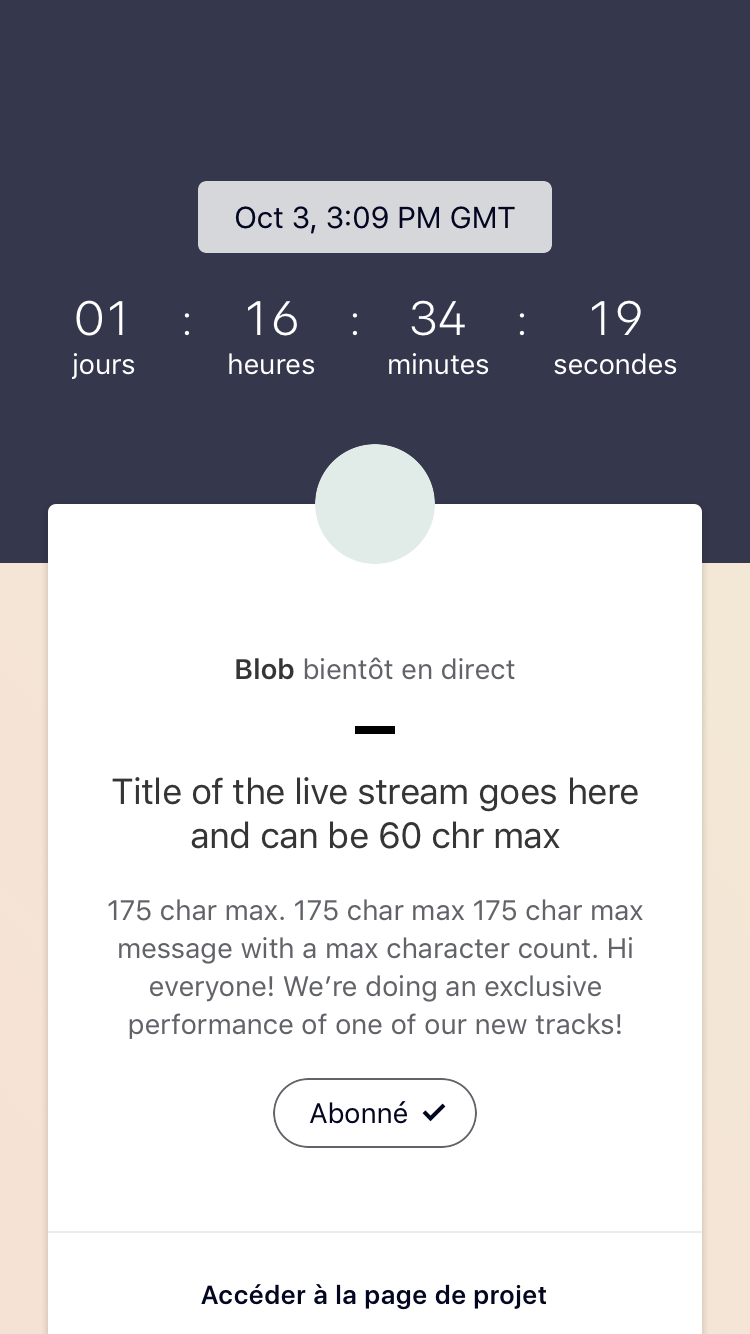 Oct 3, 3:09 PM GMT
01 : 16 : 34 : 19
jours heures minutes secondes
Blob bientôt en direct
Title of the live stream goes here
and can be 60 chr max
175 char max. 175 char max 175 char max
message with a max character count. Hi
everyone! We’re doing an exclusive
performance of one of our new tracks!
Abonné
Accéder à la page de projet